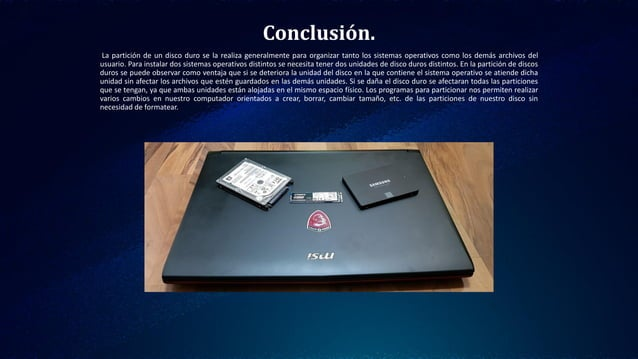 Conclusión.
La partición de un disco duro se la realiza generalmente para organizar tanto los sistemas operativos como los demás archivos del
usuario. Para instalar dos sistemas operativos distintos se necesita tener dos unidades de disco duros distintos. En la partición de discos
duros se puede observar como ventaja que si se deteriora la unidad del disco en la que contiene el sistema operativo se atiende dicha
unidad sin afectar los archivos que estén guardados en las demás unidades. Si se daña el disco duro se afectaran todas las particiones
que se tengan, ya que ambas unidades están alojadas en el mismo espacio físico. Los programas para particionar nos permiten realizar
varios cambios en nuestro computador orientados a crear, borrar, cambiar tamaño, etc. de las particiones de nuestro disco sin
necesidad de formatear.
SAMSUNG
msi